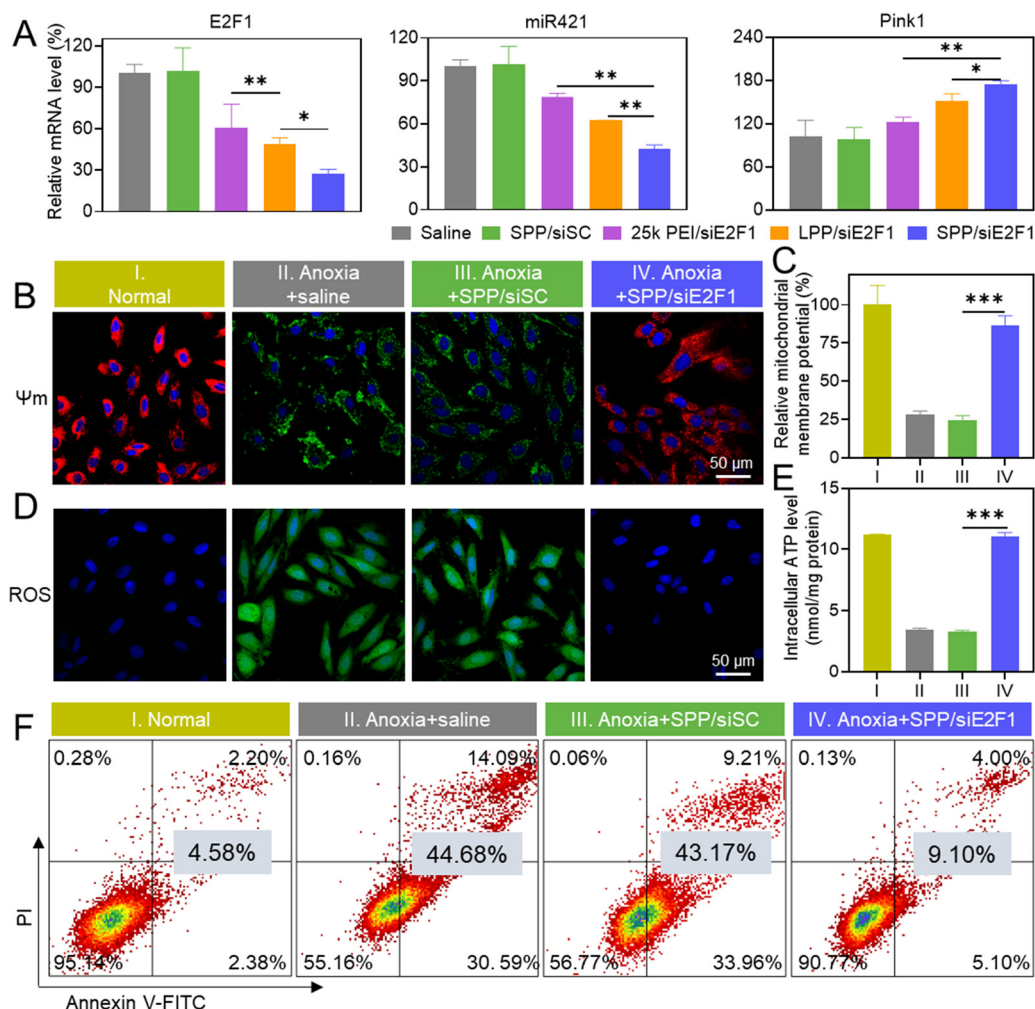 A
E2F1
miR421
Pink1
Relative mRNA level (%)
120
90
60
30
0
**
*
120
90
60
30
0
**
**
240
180
120
60
0
**
*
Saline
SPP/siSC
25k PEI/siE2F1
LPP/siE2F1
SPP/siE2F1
B
I.
Normal
II. Anoxia
+saline
III. Anoxia
+SPP/siSC
IV. Anoxia
+SPP/siE2F1
Ψm
50 μm
C
Relative mitochondrial
membrane potential (%)
100
75
50
25
0
***
I II III IV
D
ROS
50 μm
E
Intracellular ATP level
(nmol/mg protein)
15
10
5
0
***
I II III IV
F
I. Normal
II. Anoxia+saline
III. Anoxia+SPP/siSC
IV. Anoxia+SPP/siE2F1
0.28% 2.20%
4.58%
95.14% 2.38%
0.16% 14.09%
44.68%
55.16% 30.59%
0.06% 9.21%
43.17%
56.77% 33.96%
0.13% 4.00%
9.10%
90.77% 5.10%
PI
Annexin V-FITC